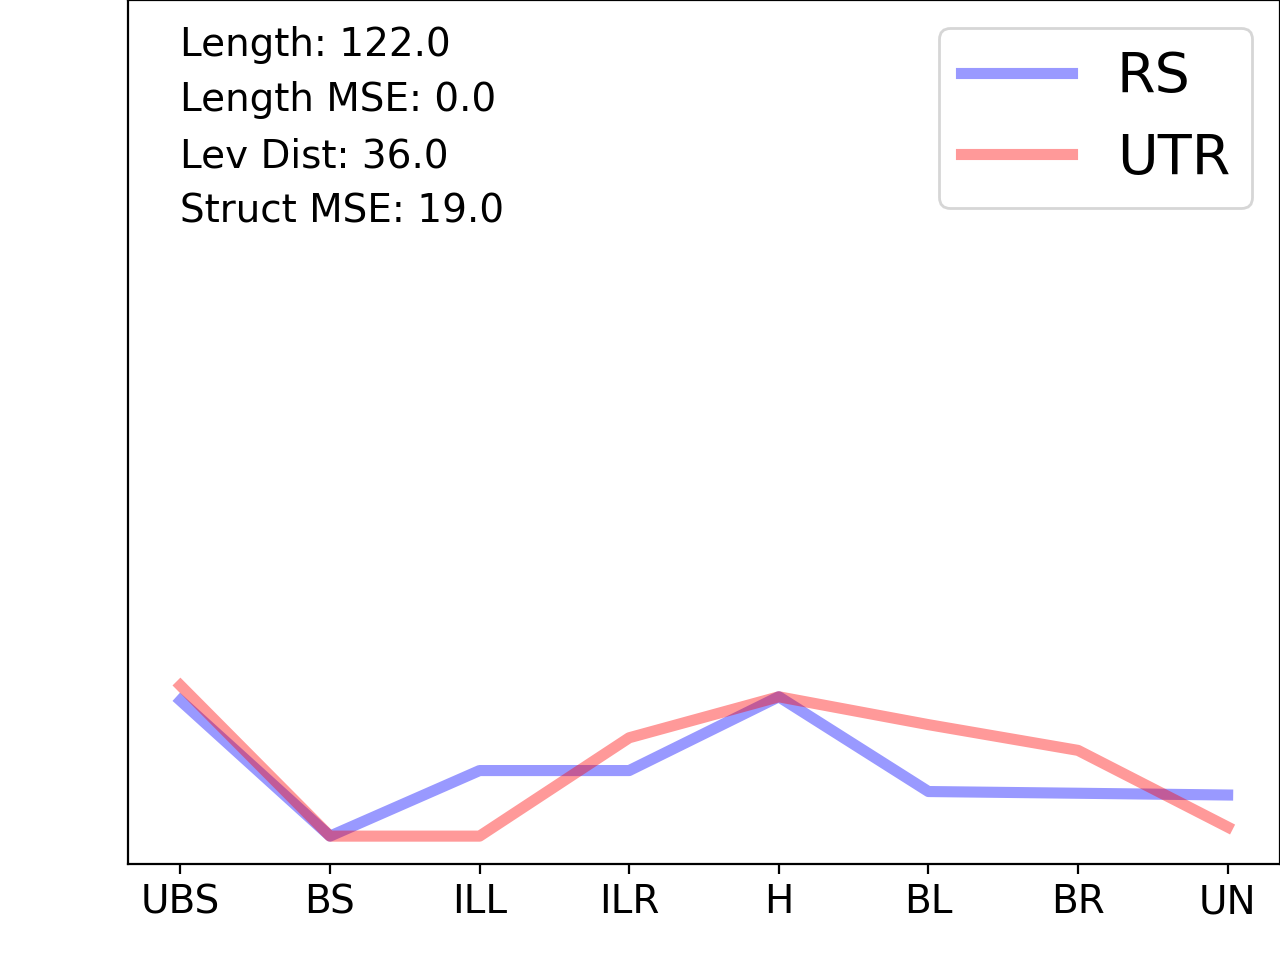 Length: 122.0
Length MSE: 0.0
Lev Dist: 36.0
Struct MSE: 19.0
RS
UTR
UBS BS ILL ILR H BL BR UN